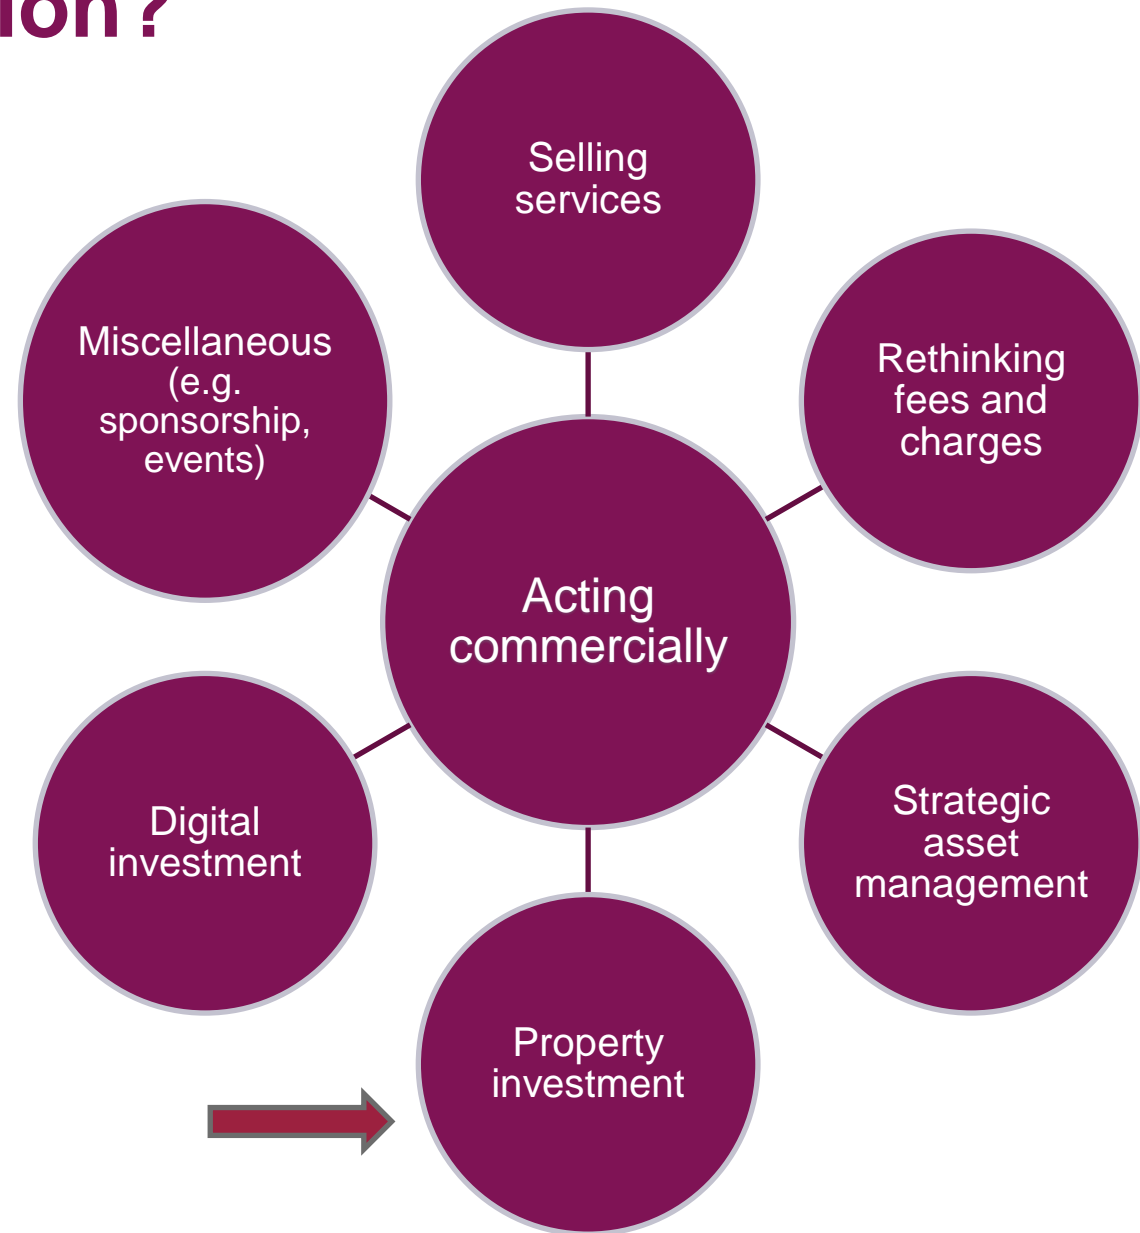 ion?
Selling
services
Rethinking
fees and
charges
Strategic
asset
management
Property
investment
Digital
investment
Miscellaneous
(e.g.
sponsorship,
events)
Acting
commercially